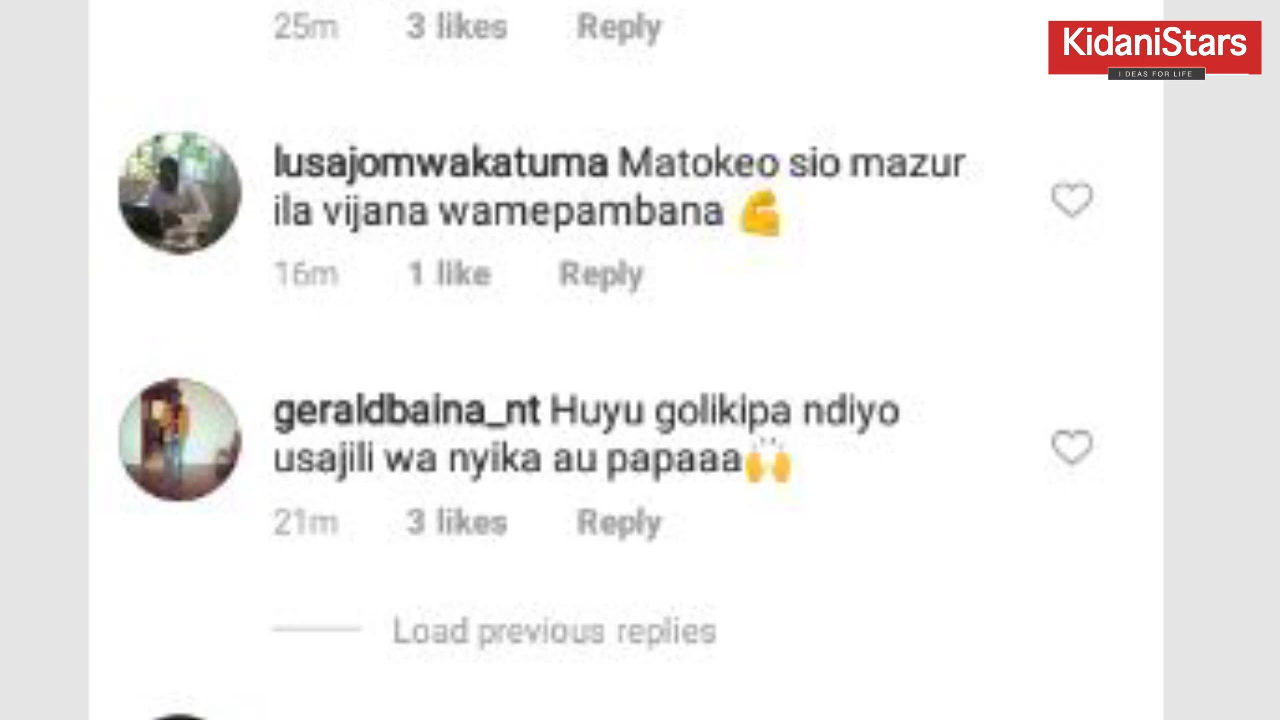 25m 3 likes Reply
KidaniStars
IDEAS FOR LIFE
lusajomwakatuma Matokeo sio mazur
ila vijana wamepambana 💪
16m 1 like Reply
geraldbaina_nt Huyu golikipa ndiyo
usajili wa nyika au papaaa🙌
21m 3 likes Reply
Load previous replies